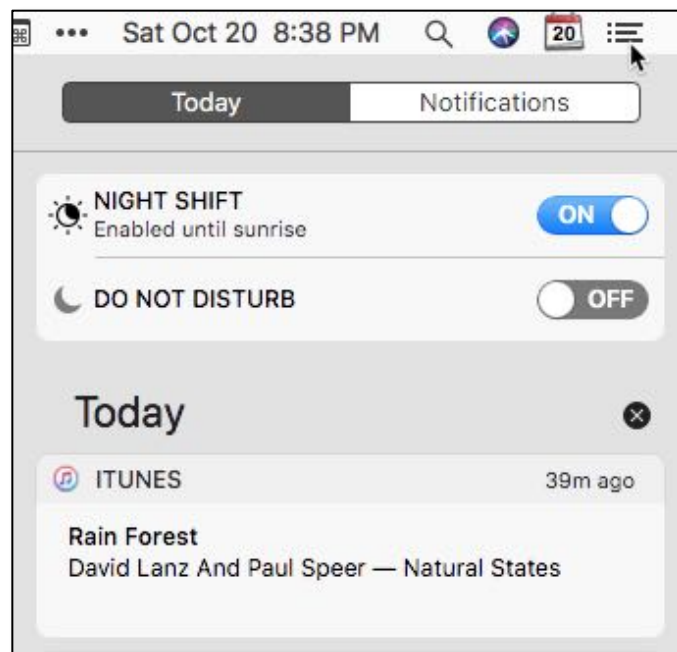 ⌘ ••• Sat Oct 20 8:38 PM 20
Today Notifications
NIGHT SHIFT ON
Enabled until sunrise
DO NOT DISTURB OFF
Today
ITUNES 39m ago
Rain Forest
David Lanz And Paul Speer — Natural States